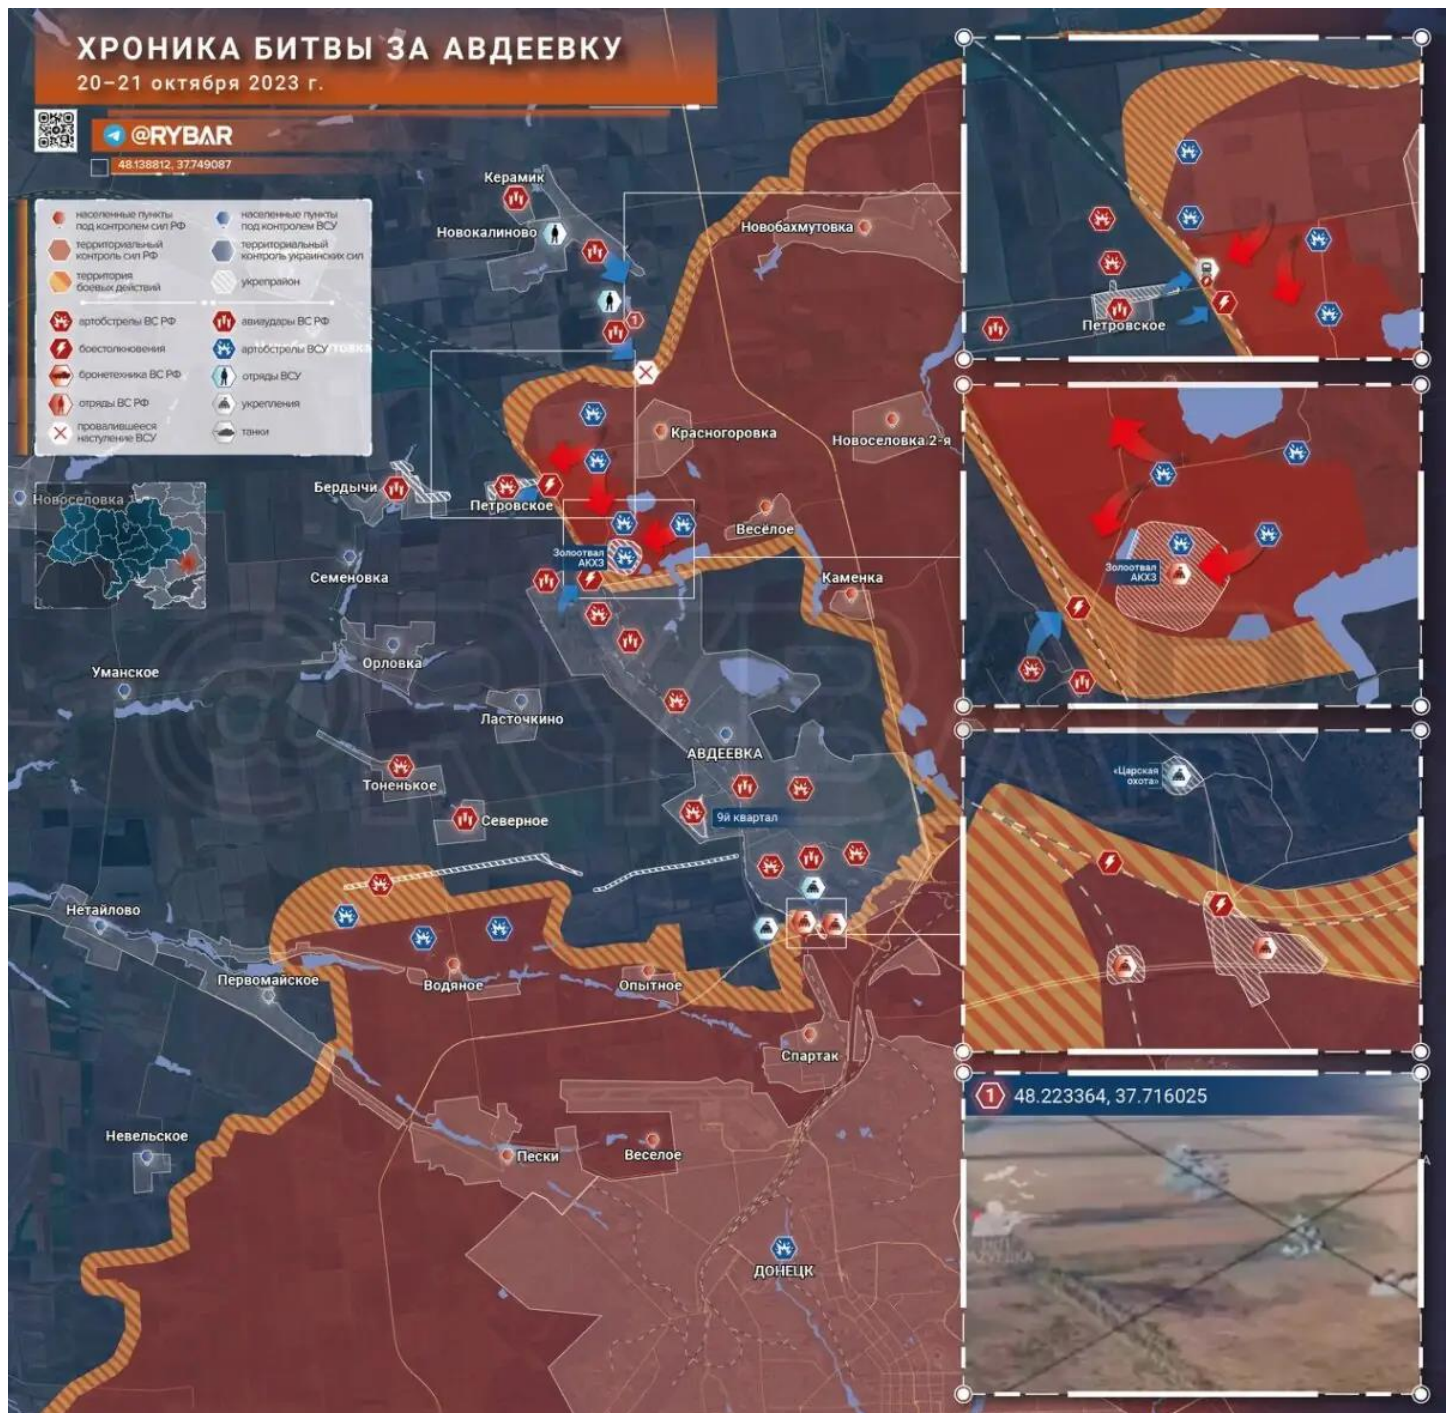 ХРОНИКА БИТВЫ ЗА АВДЕЕВКУ
20–21 октября 2023 г.
@RYBAR
48.138812, 37.749087
населенные пункты
под контролем сил РФ
территориальный
контроль сил РФ
территория
боевых действий
артобстрелы ВС РФ
боестолкновения
бронетехника ВС РФ
отряды ВС РФ
провалившееся
наступление ВСУ
населенные пункты
под контролем ВСУ
территориальный
контроль украинских сил
укрепрайон
авиаудары ВС РФ
артобстрелы ВСУ
отряды ВСУ
укрепления
танки
Керамик
Новокалиново
Новобахмутовка
1
Красногоровка
Новоселовка 2-я
Бердычи
Петровское
Новоселовка 1
Весёлое
Золоотвал
АКХЗ
Семеновка
Каменка
Орловка
Уманское
Ласточкино
АВДЕЕВКА
Тоненькое
9й квартал
Северное
Нетайлово
Первомайское
Водяное
Опытное
Спартак
Невельское
Пески
Веселое
ДОНЕЦК
Петровское
Золоотвал
АКХЗ
«Царская
охота»
1
48.223364, 37.716025
@RYBAR